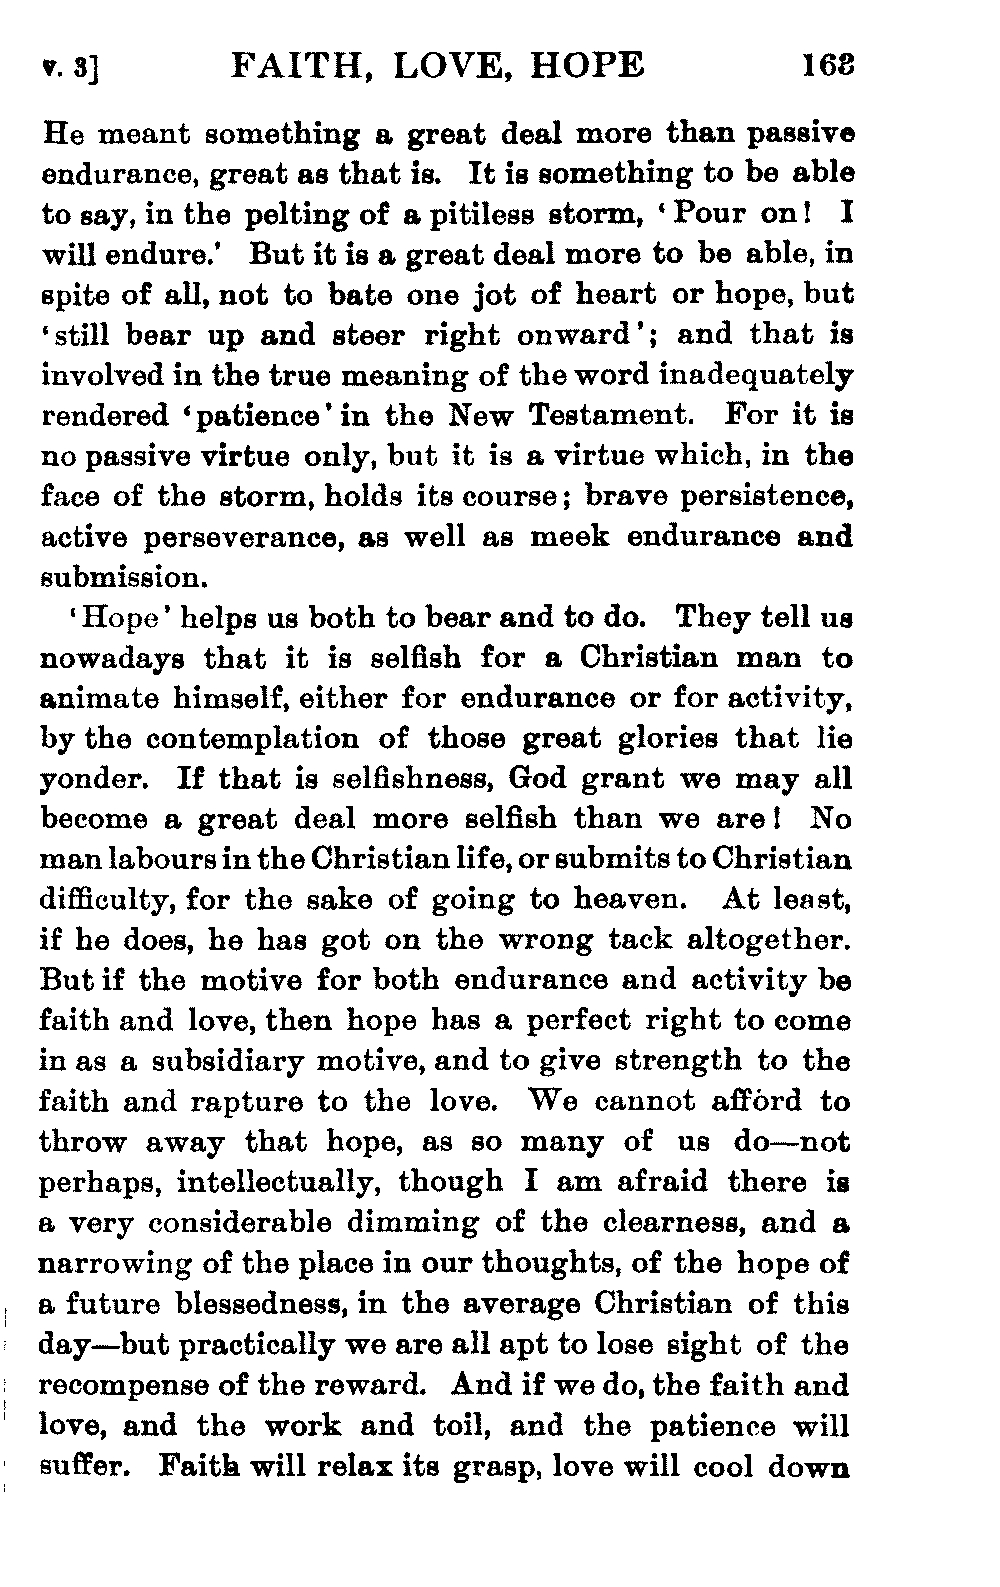 v. 3] FAITH, LOVE, HOPE 163
He meant something a great deal more than passive
endurance, great as that is. It is something to be able
to say, in the pelting of a pitiless storm, ‘Pour on! I
will endure.’ But it is a great deal more to be able, in
spite of all, not to bate one jot of heart or hope, but
‘still bear up and steer right onward’; and that is
involved in the true meaning of the word inadequately
rendered ‘patience’ in the New Testament. For it is
no passive virtue only, but it is a virtue which, in the
face of the storm, holds its course; brave persistence,
active perseverance, as well as meek endurance and
submission.
‘Hope’ helps us both to bear and to do. They tell us
nowadays that it is selfish for a Christian man to
animate himself, either for endurance or for activity,
by the contemplation of those great glories that lie
yonder. If that is selfishness, God grant we may all
become a great deal more selfish than we are! No
man labours in the Christian life, or submits to Christian
difficulty, for the sake of going to heaven. At least,
if he does, he has got on the wrong tack altogether.
But if the motive for both endurance and activity be
faith and love, then hope has a perfect right to come
in as a subsidiary motive, and to give strength to the
faith and rapture to the love. We cannot afford to
throw away that hope, as so many of us do—not
perhaps, intellectually, though I am afraid there is
a very considerable dimming of the clearness, and a
narrowing of the place in our thoughts, of the hope of
a future blessedness, in the average Christian of this
day—but practically we are all apt to lose sight of the
recompense of the reward. And if we do, the faith and
love, and the work and toil, and the patience will
suffer. Faith will relax its grasp, love will cool down